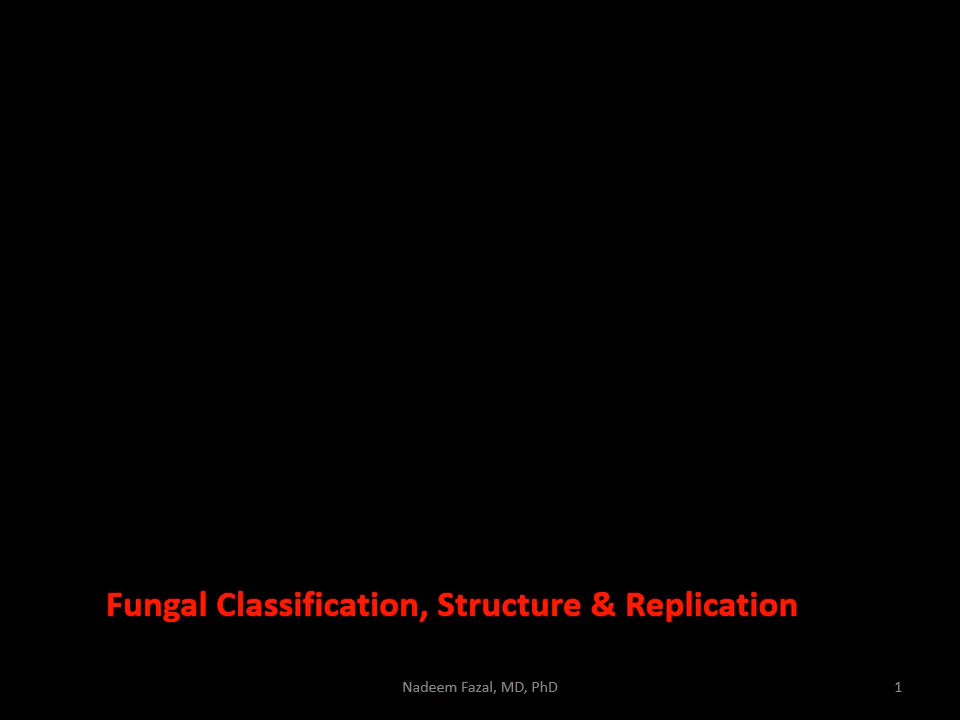 Fungal Classification, Structure & Replication
Nadeem Fazal, MD, PhD
1